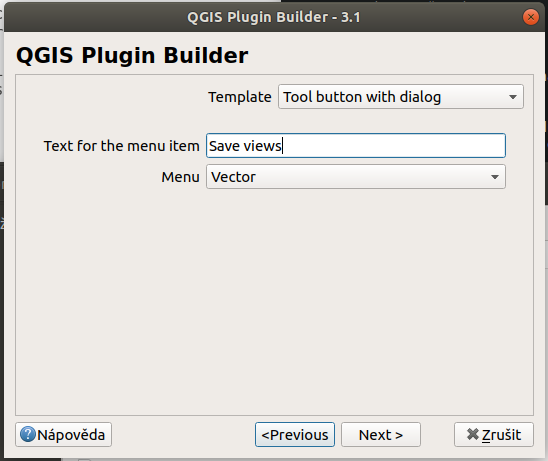 QGIS Plugin Builder - 3.1
QGIS Plugin Builder
Template Tool button with dialog
Text for the menu item Save views
Menu Vector
?Nápověda <Previous Next > Zrušit